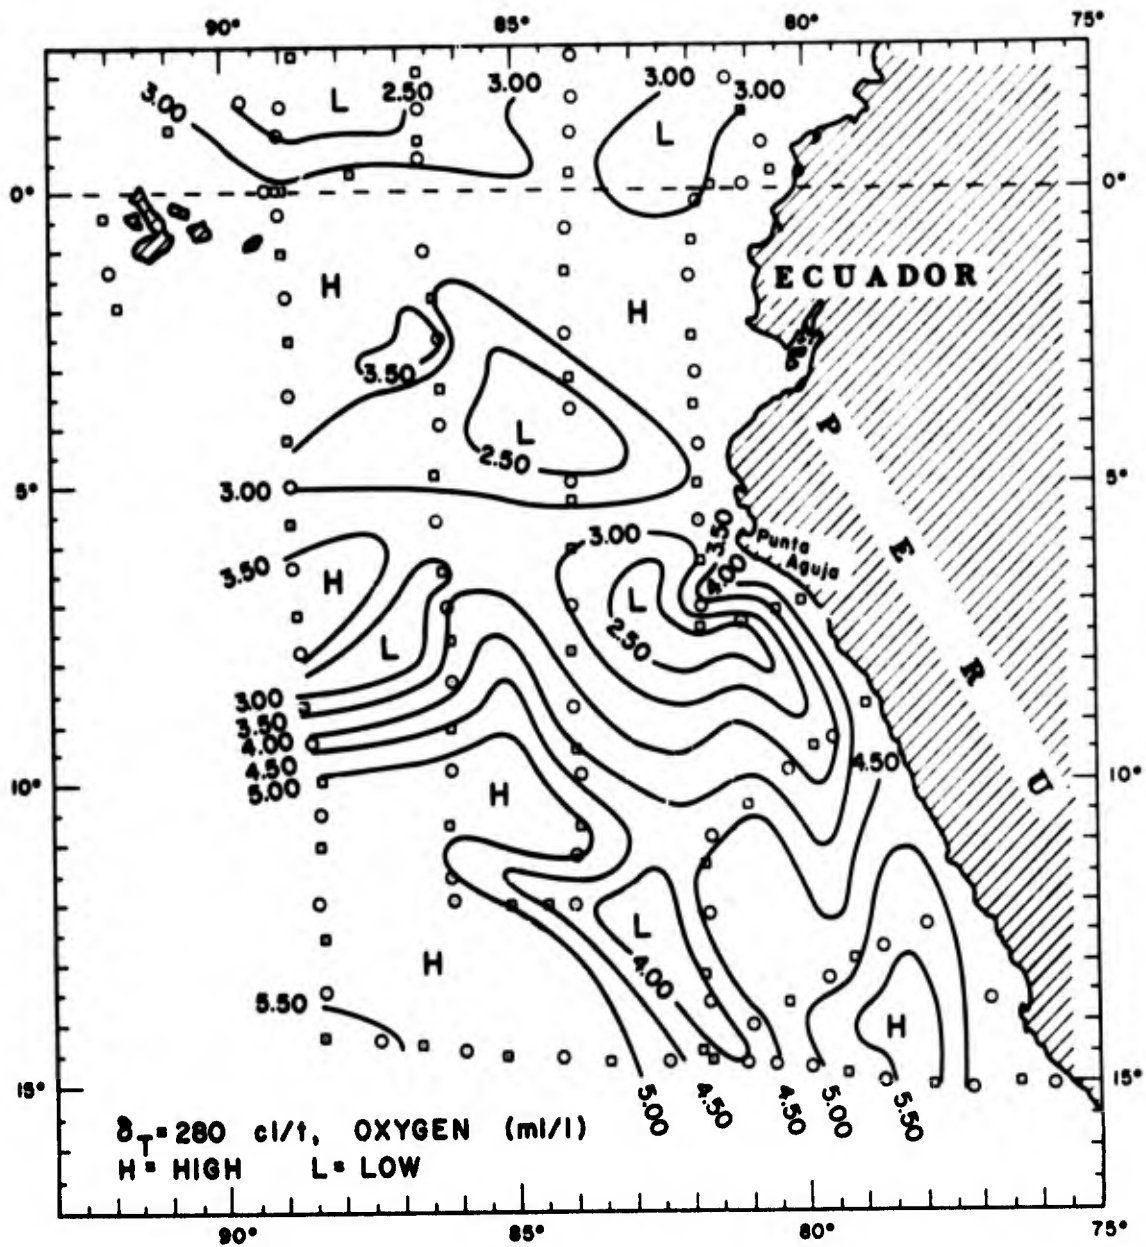 90° 85° 80° 75°
3.00 L 2.50 3.00 3.00 3.00
L
0° 0°
H ECUADOR
H
3.50
L
2.50
PERU
5° 3.00 5°
3.00 3.50 Punta
Aguja
3.50 H 4.00
L
2.50
L
3.00
3.50
4.00
4.50
5.00
4.50
10° H 10°
L
H 4.00
5.50 H
15° 15°
5.00 4.50 4.50 5.00 5.50
δT=280 cl/t, OXYGEN (ml/l)
H= HIGH L= LOW
90° 85° 80° 75°